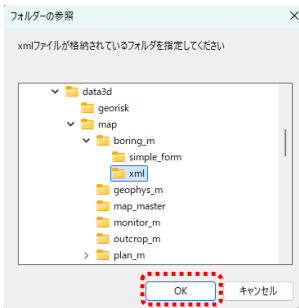 フォルダーの参照
xmlファイルが格納されているフォルダを指定してください
data3d
georisk
map
boring_m
simple_form
xml
geophys_m
map_master
monitor_m
outcrop_m
plan_m
OK
キャンセル